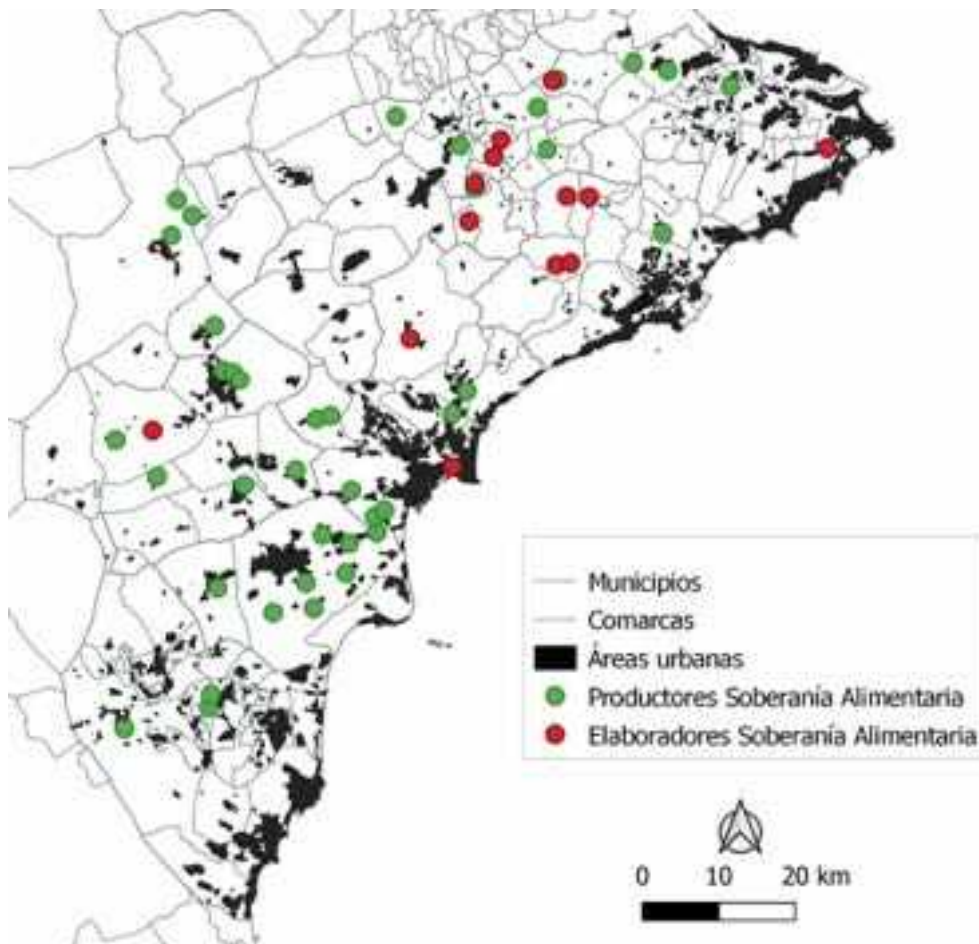 Municipios
Comarcas
Áreas urbanas
Productores Soberanía Alimentaria
Elaboradores Soberanía Alimentaria
0 10 20 km